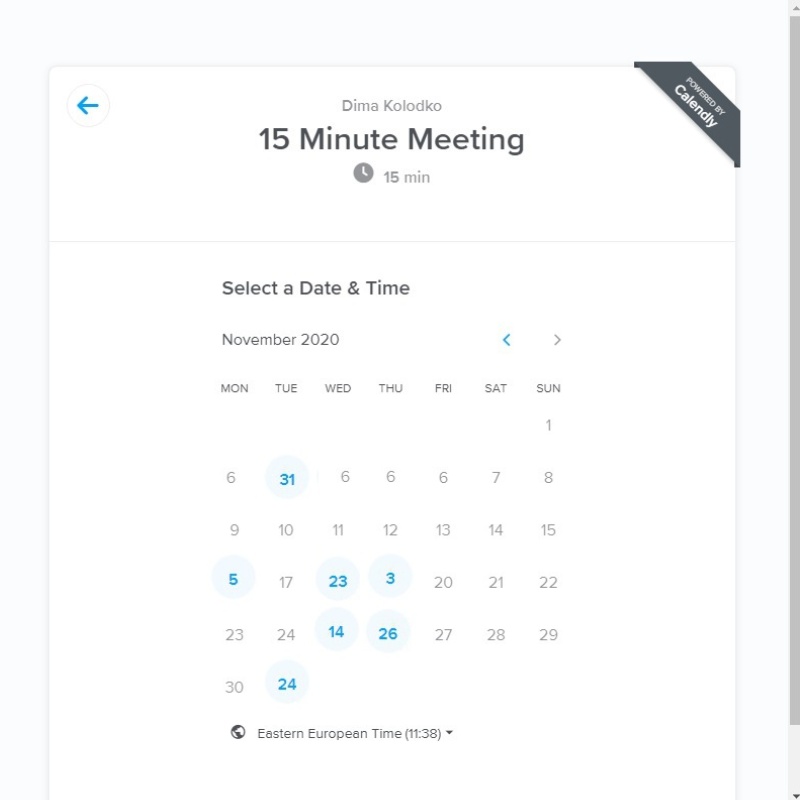 POWERED BY
Calendly
Dima Kolodko
15 Minute Meeting
15 min
Select a Date & Time
November 2020
MON TUE WED THU FRI SAT SUN
1
6 31 6 6 6 7 8
9 10 11 12 13 14 15
5 17 23 3 20 21 22
23 24 14 26 27 28 29
30 24
Eastern European Time (11:38)